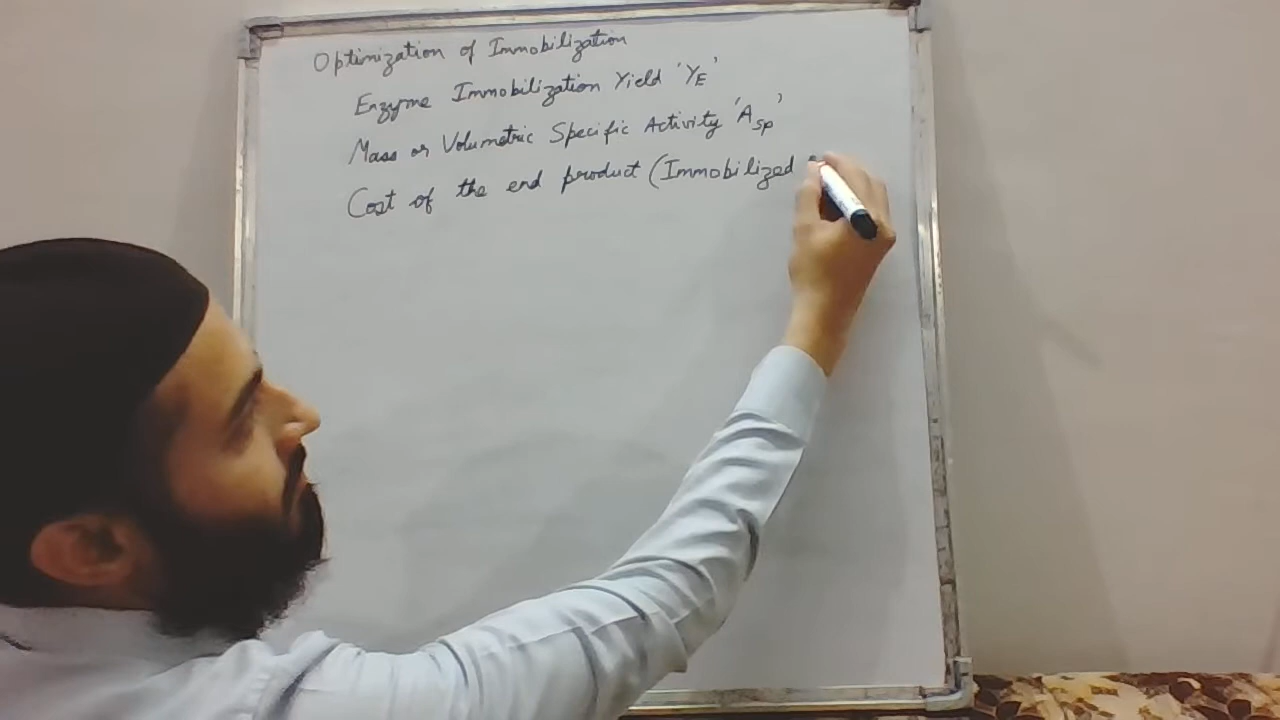 Optimization of Immobilization
Enzyme Immobilization Yield 'YE'
Mass or Volumetric Specific Activity 'Asp'
Cost of the end product (Immobilized